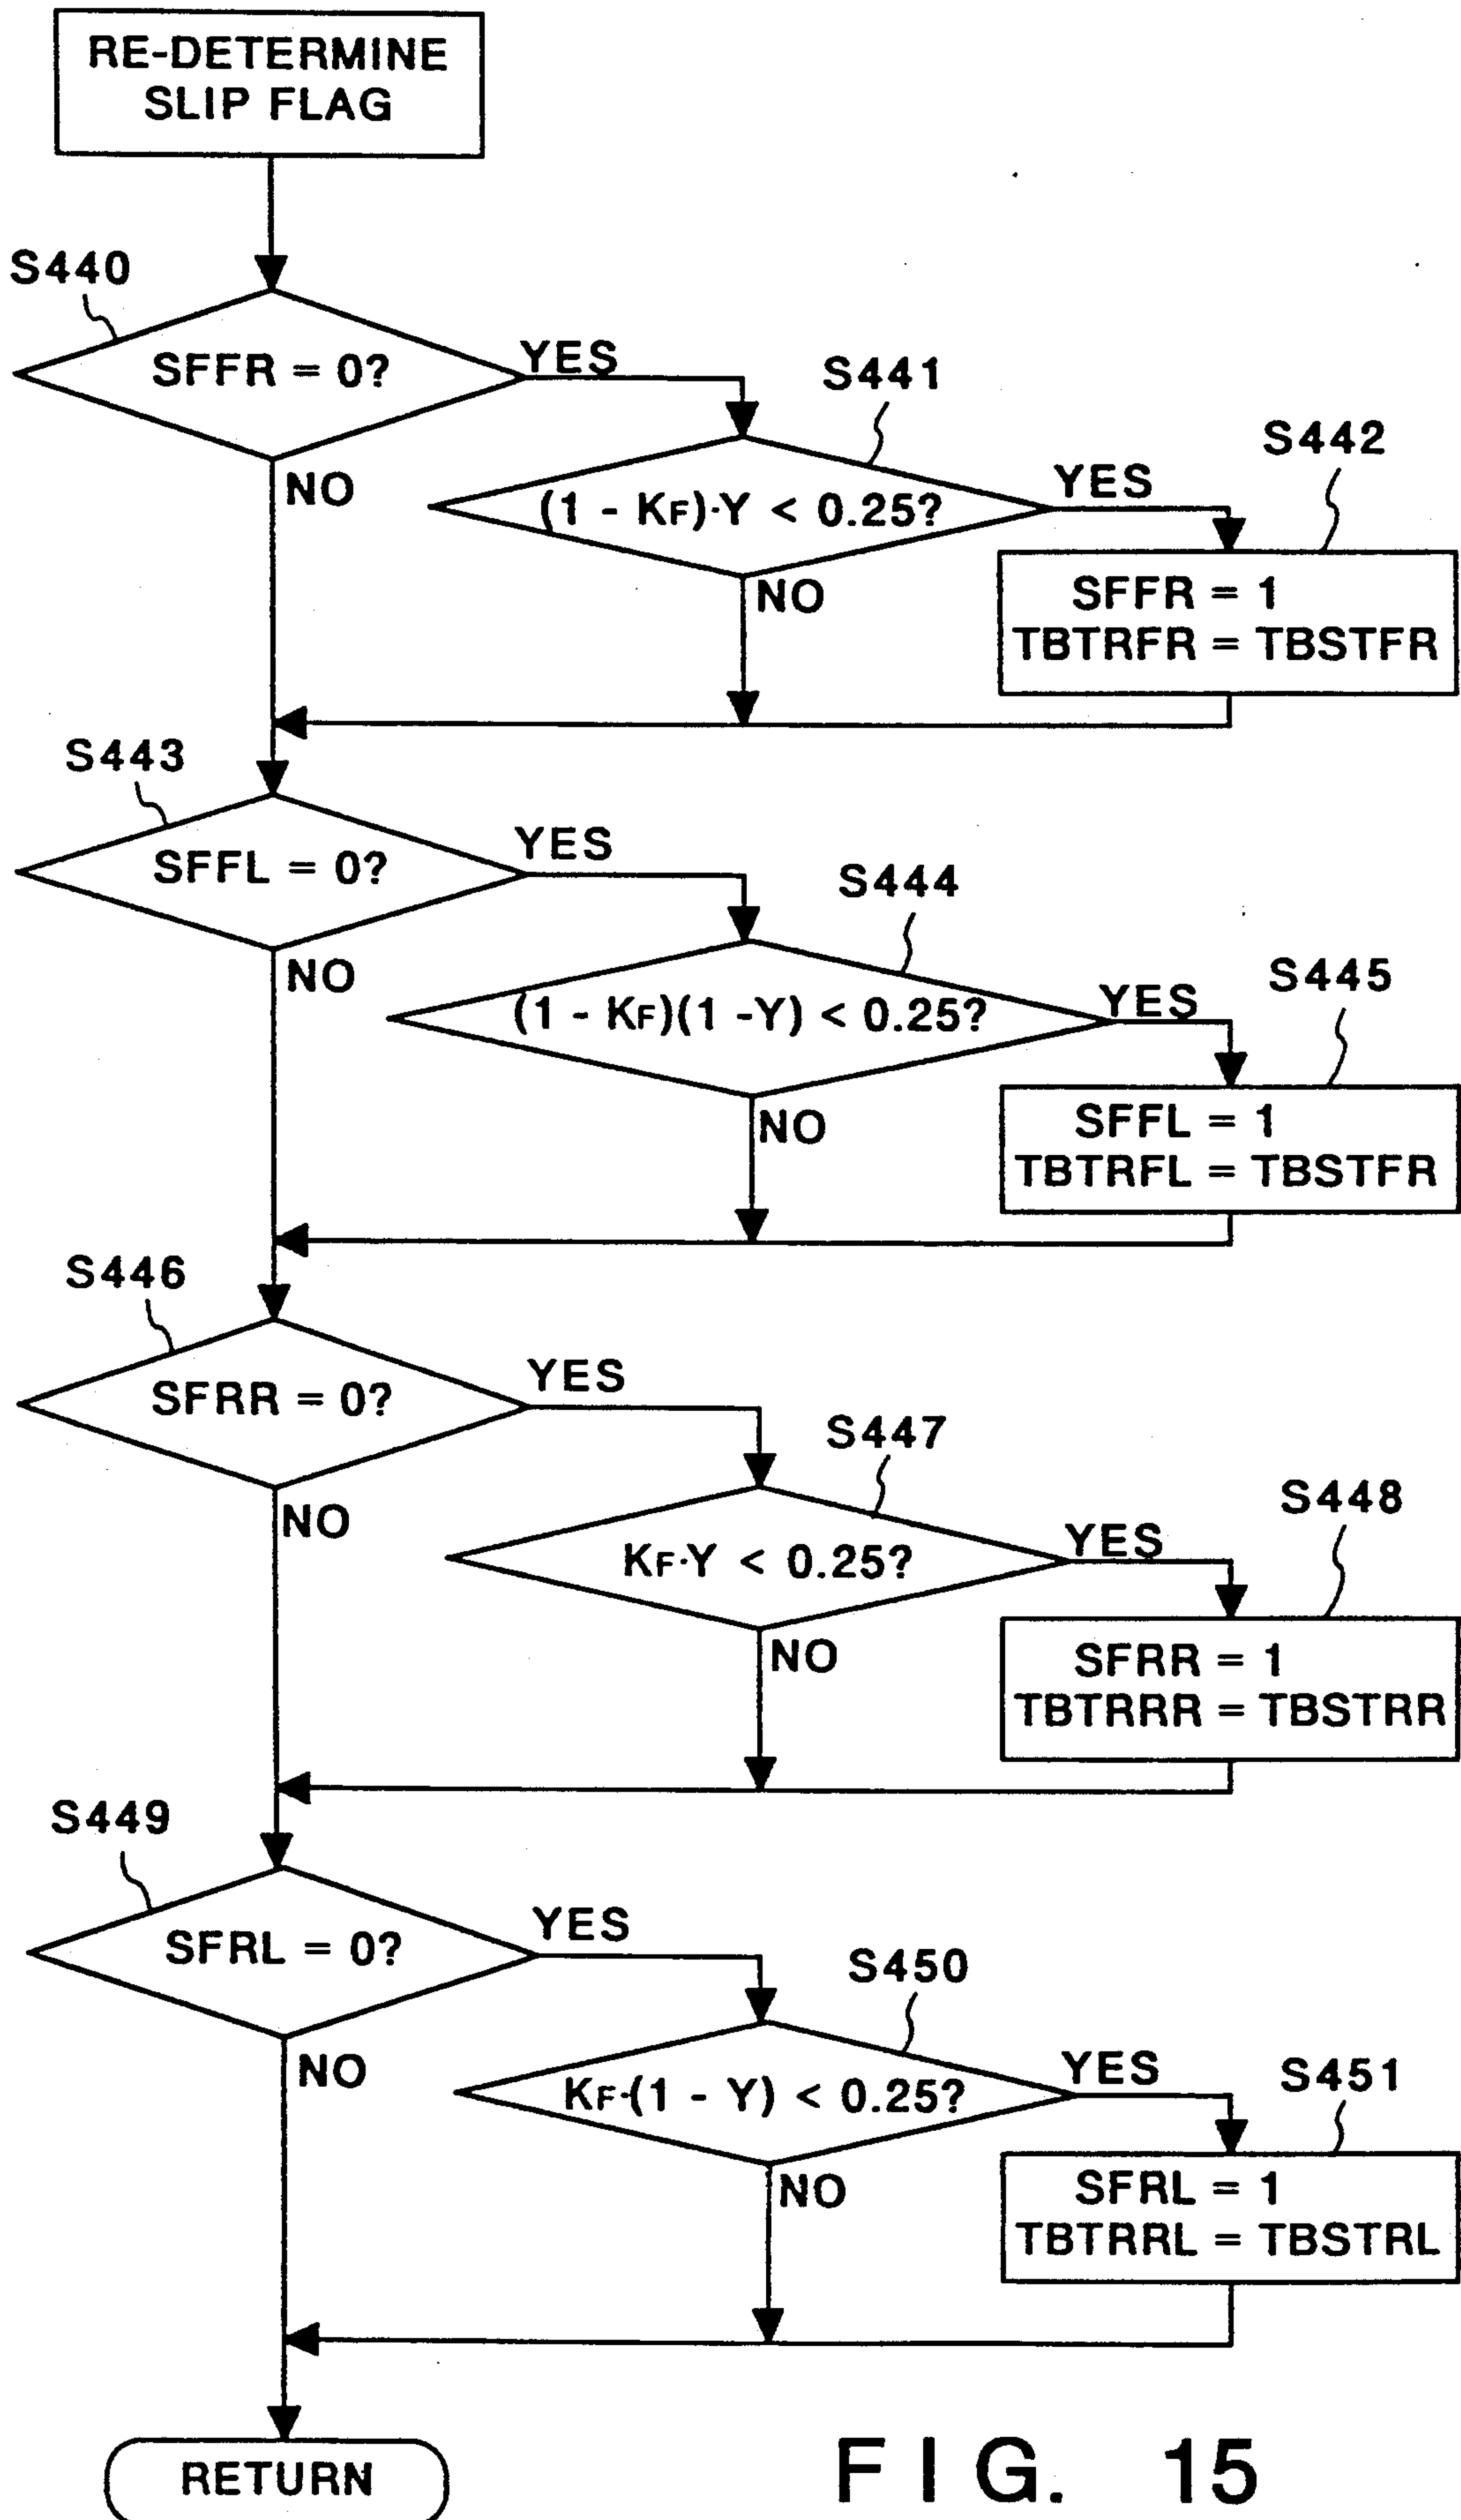 RE-DETERMINE
SLIP FLAG
S440
SFFR = 0?
YES
NO
S441
(1 - KF)·Y < 0.25?
YES
NO
S442
SFFR = 1
TBTRFR = TBSTFR
S443
SFFL = 0?
YES
NO
S444
(1 - KF)(1 -Y) < 0.25?
YES
NO
S445
SFFL = 1
TBTRFL = TBSTFR
S446
SFRR = 0?
YES
NO
S447
KF·Y < 0.25?
YES
NO
S448
SFRR = 1
TBTRRR = TBSTRR
S449
SFRL = 0?
YES
NO
S450
KF·(1 - Y) < 0.25?
YES
NO
S451
SFRL = 1
TBTRRL = TBSTRL
RETURN
FIG. 15